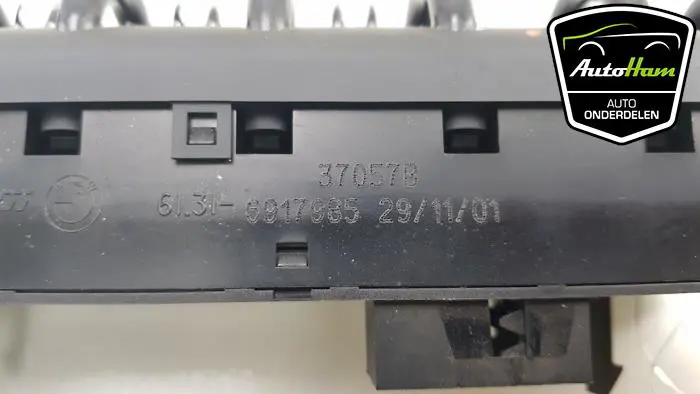 AutoHam
AUTO
ONDERDELEN
37057B
61.31- 6917985 29/11/01